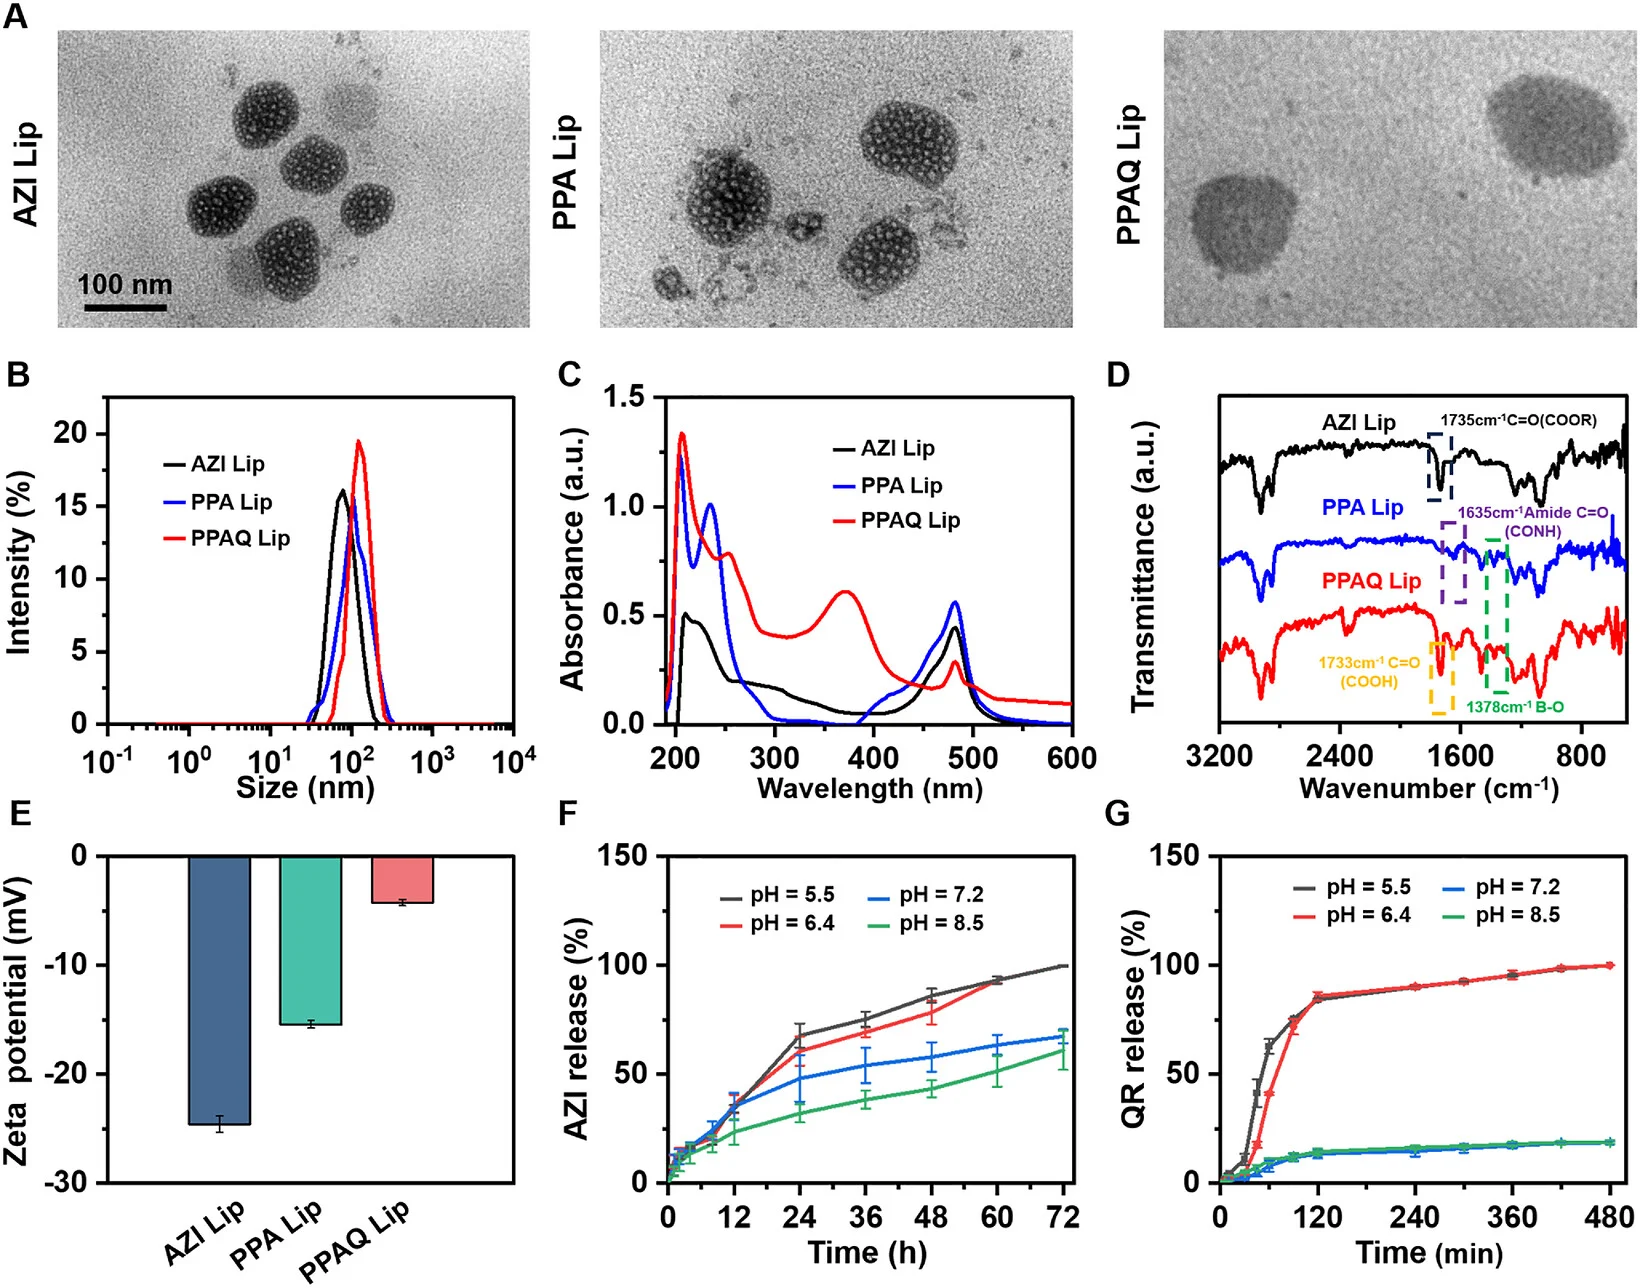 A
AZI Lip
100 nm
PPA Lip
PPAQ Lip
B
Intensity (%)
20
15
10
5
0
AZI Lip
PPA Lip
PPAQ Lip
10-1
100
101
102
103
104
Size (nm)
C
Absorbance (a.u.)
1.5
1.0
0.5
0.0
AZI Lip
PPA Lip
PPAQ Lip
200
300
400
500
600
Wavelength (nm)
D
Transmittance (a.u.)
AZI Lip
1735cm-1C=O(COOR)
PPA Lip
1635cm-1Amide C=O
(CONH)
PPAQ Lip
1733cm-1 C=O
(COOH)
1378cm-1 B-O
3200
2400
1600
800
Wavenumber (cm-1)
E
Zeta potential (mV)
0
-10
-20
-30
AZI Lip
PPA Lip
PPAQ Lip
F
AZI release (%)
150
100
50
0
pH = 5.5
pH = 7.2
pH = 6.4
pH = 8.5
0
12
24
36
48
60
72
Time (h)
G
QR release (%)
150
100
50
0
pH = 5.5
pH = 7.2
pH = 6.4
pH = 8.5
0
120
240
360
480
Time (min)